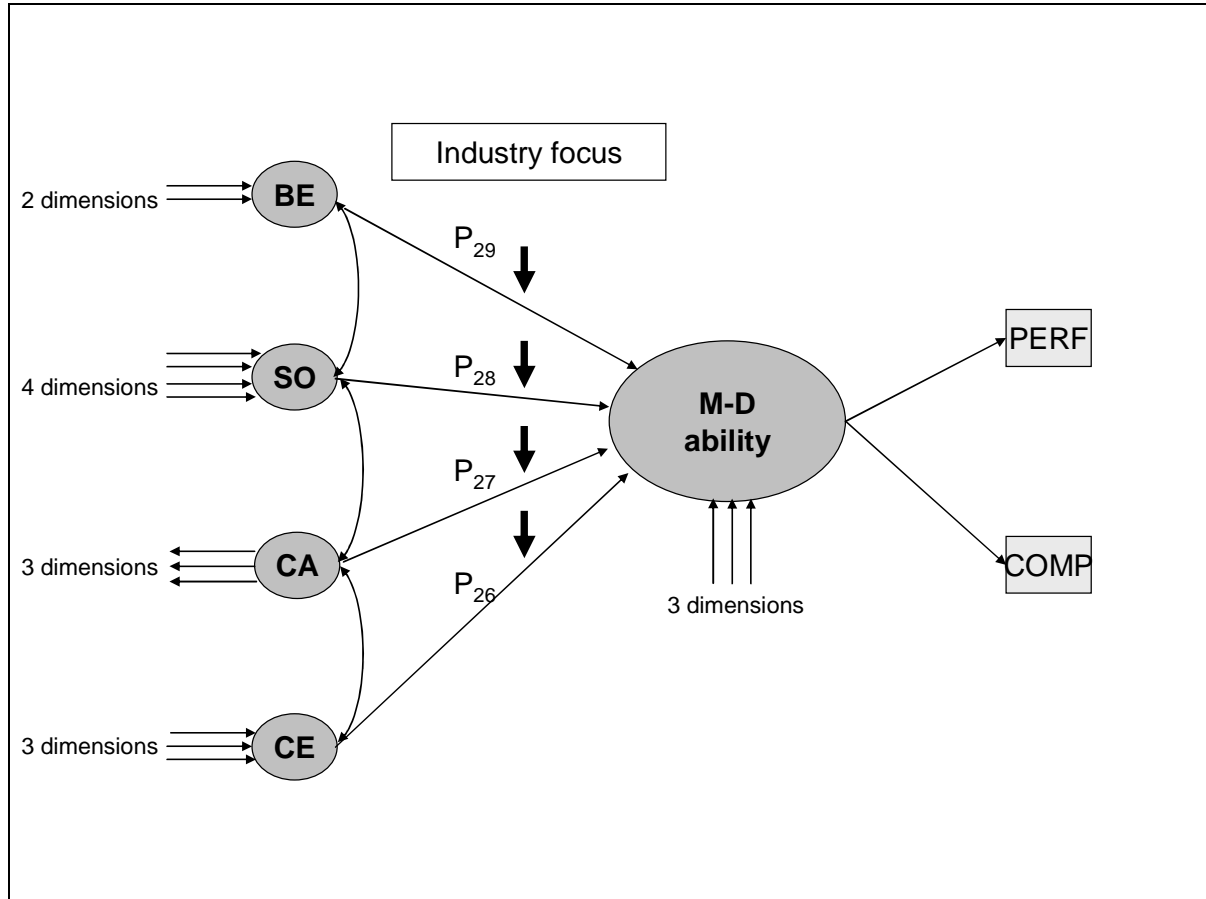 Industry focus
2 dimensions
BE
P29
4 dimensions
SO
P28
M-D
ability
PERF
P27
3 dimensions
CA
P26
COMP
3 dimensions
3 dimensions
CE